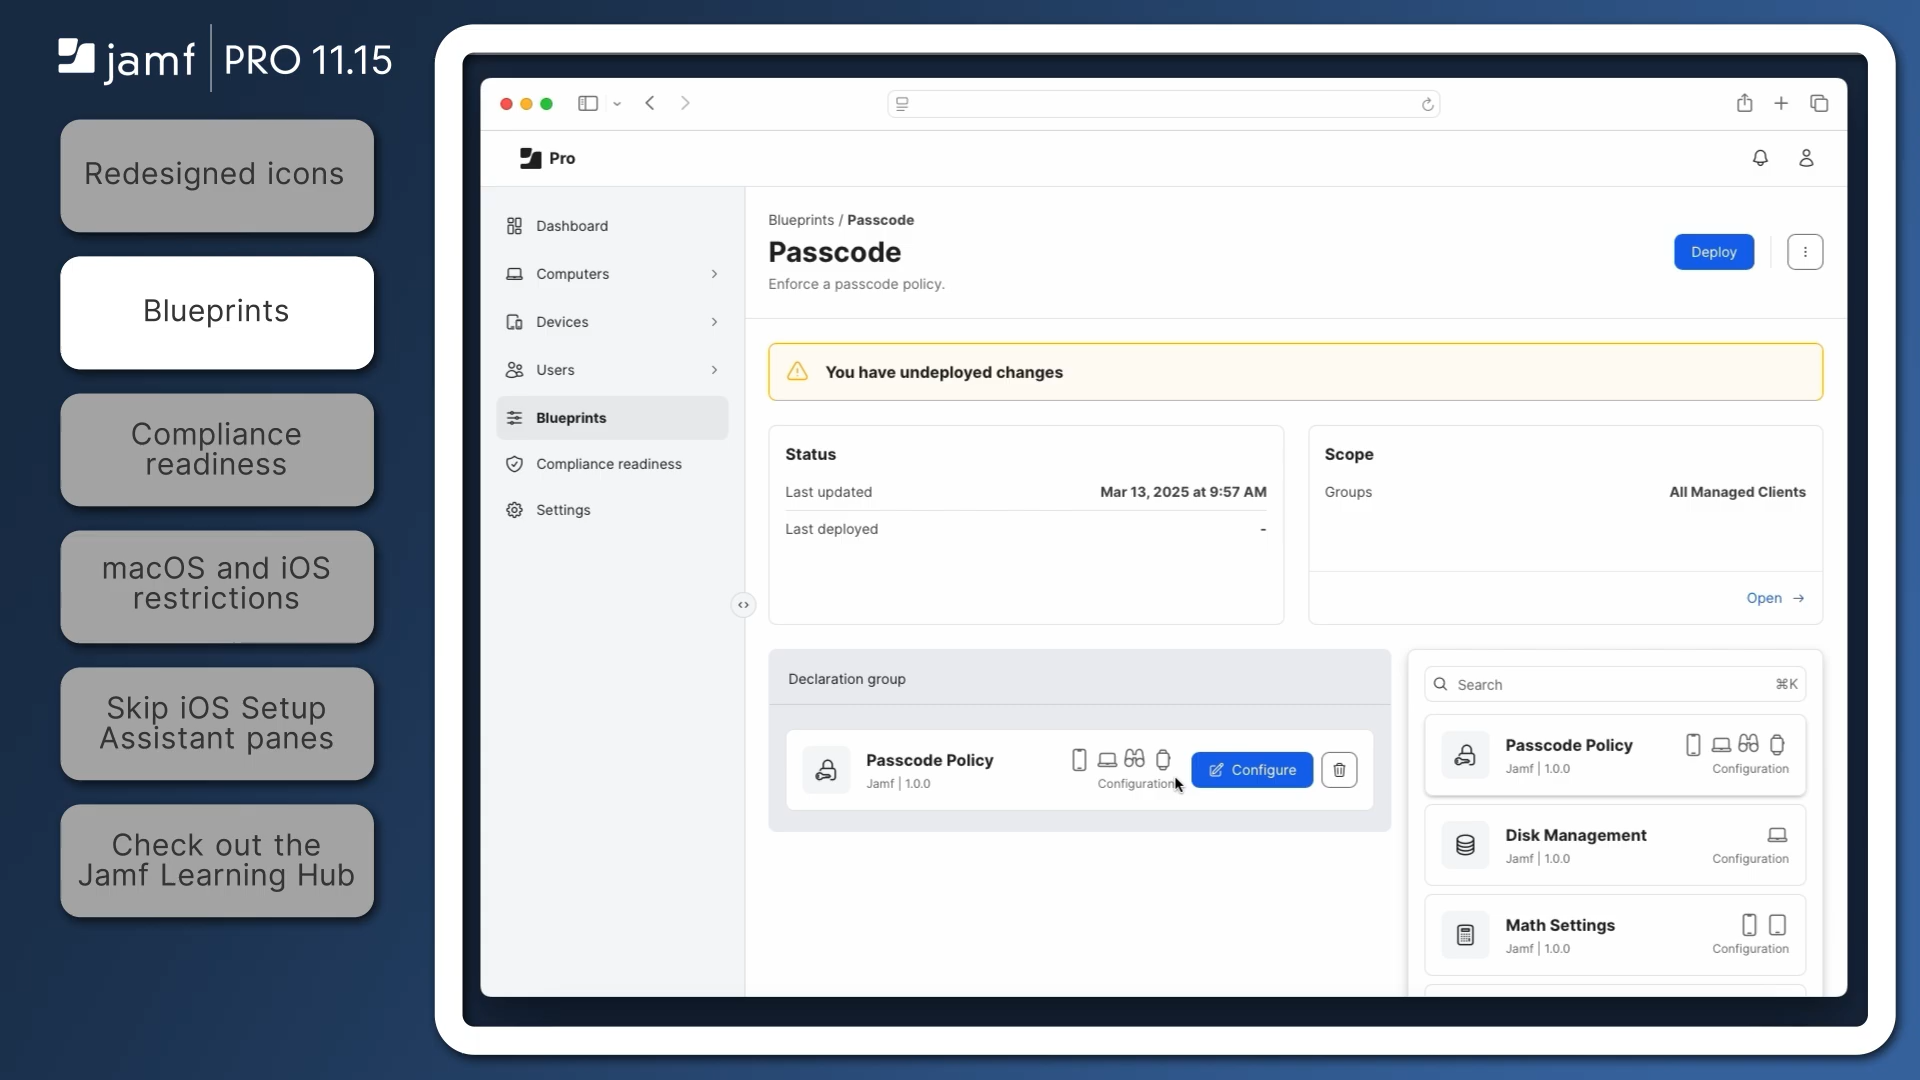 jamf | PRO 11.15
Redesigned icons
Blueprints
Compliance
readiness
macOS and iOS
restrictions
Skip iOS Setup
Assistant panes
Check out the
Jamf Learning Hub
Pro
Dashboard
Computers
Devices
Users
Blueprints
Compliance readiness
Settings
Blueprints / Passcode
Passcode
Enforce a passcode policy.
Deploy
You have undeployed changes
Status
Last updated Mar 13, 2025 at 9:57 AM
Last deployed -
Scope
Groups All Managed Clients
Open →
Declaration group
Passcode Policy
Jamf | 1.0.0
Configuration
Configure
Search ⌘K
Passcode Policy
Jamf | 1.0.0
Configuration
Disk Management
Jamf | 1.0.0
Configuration
Math Settings
Jamf | 1.0.0
Configuration